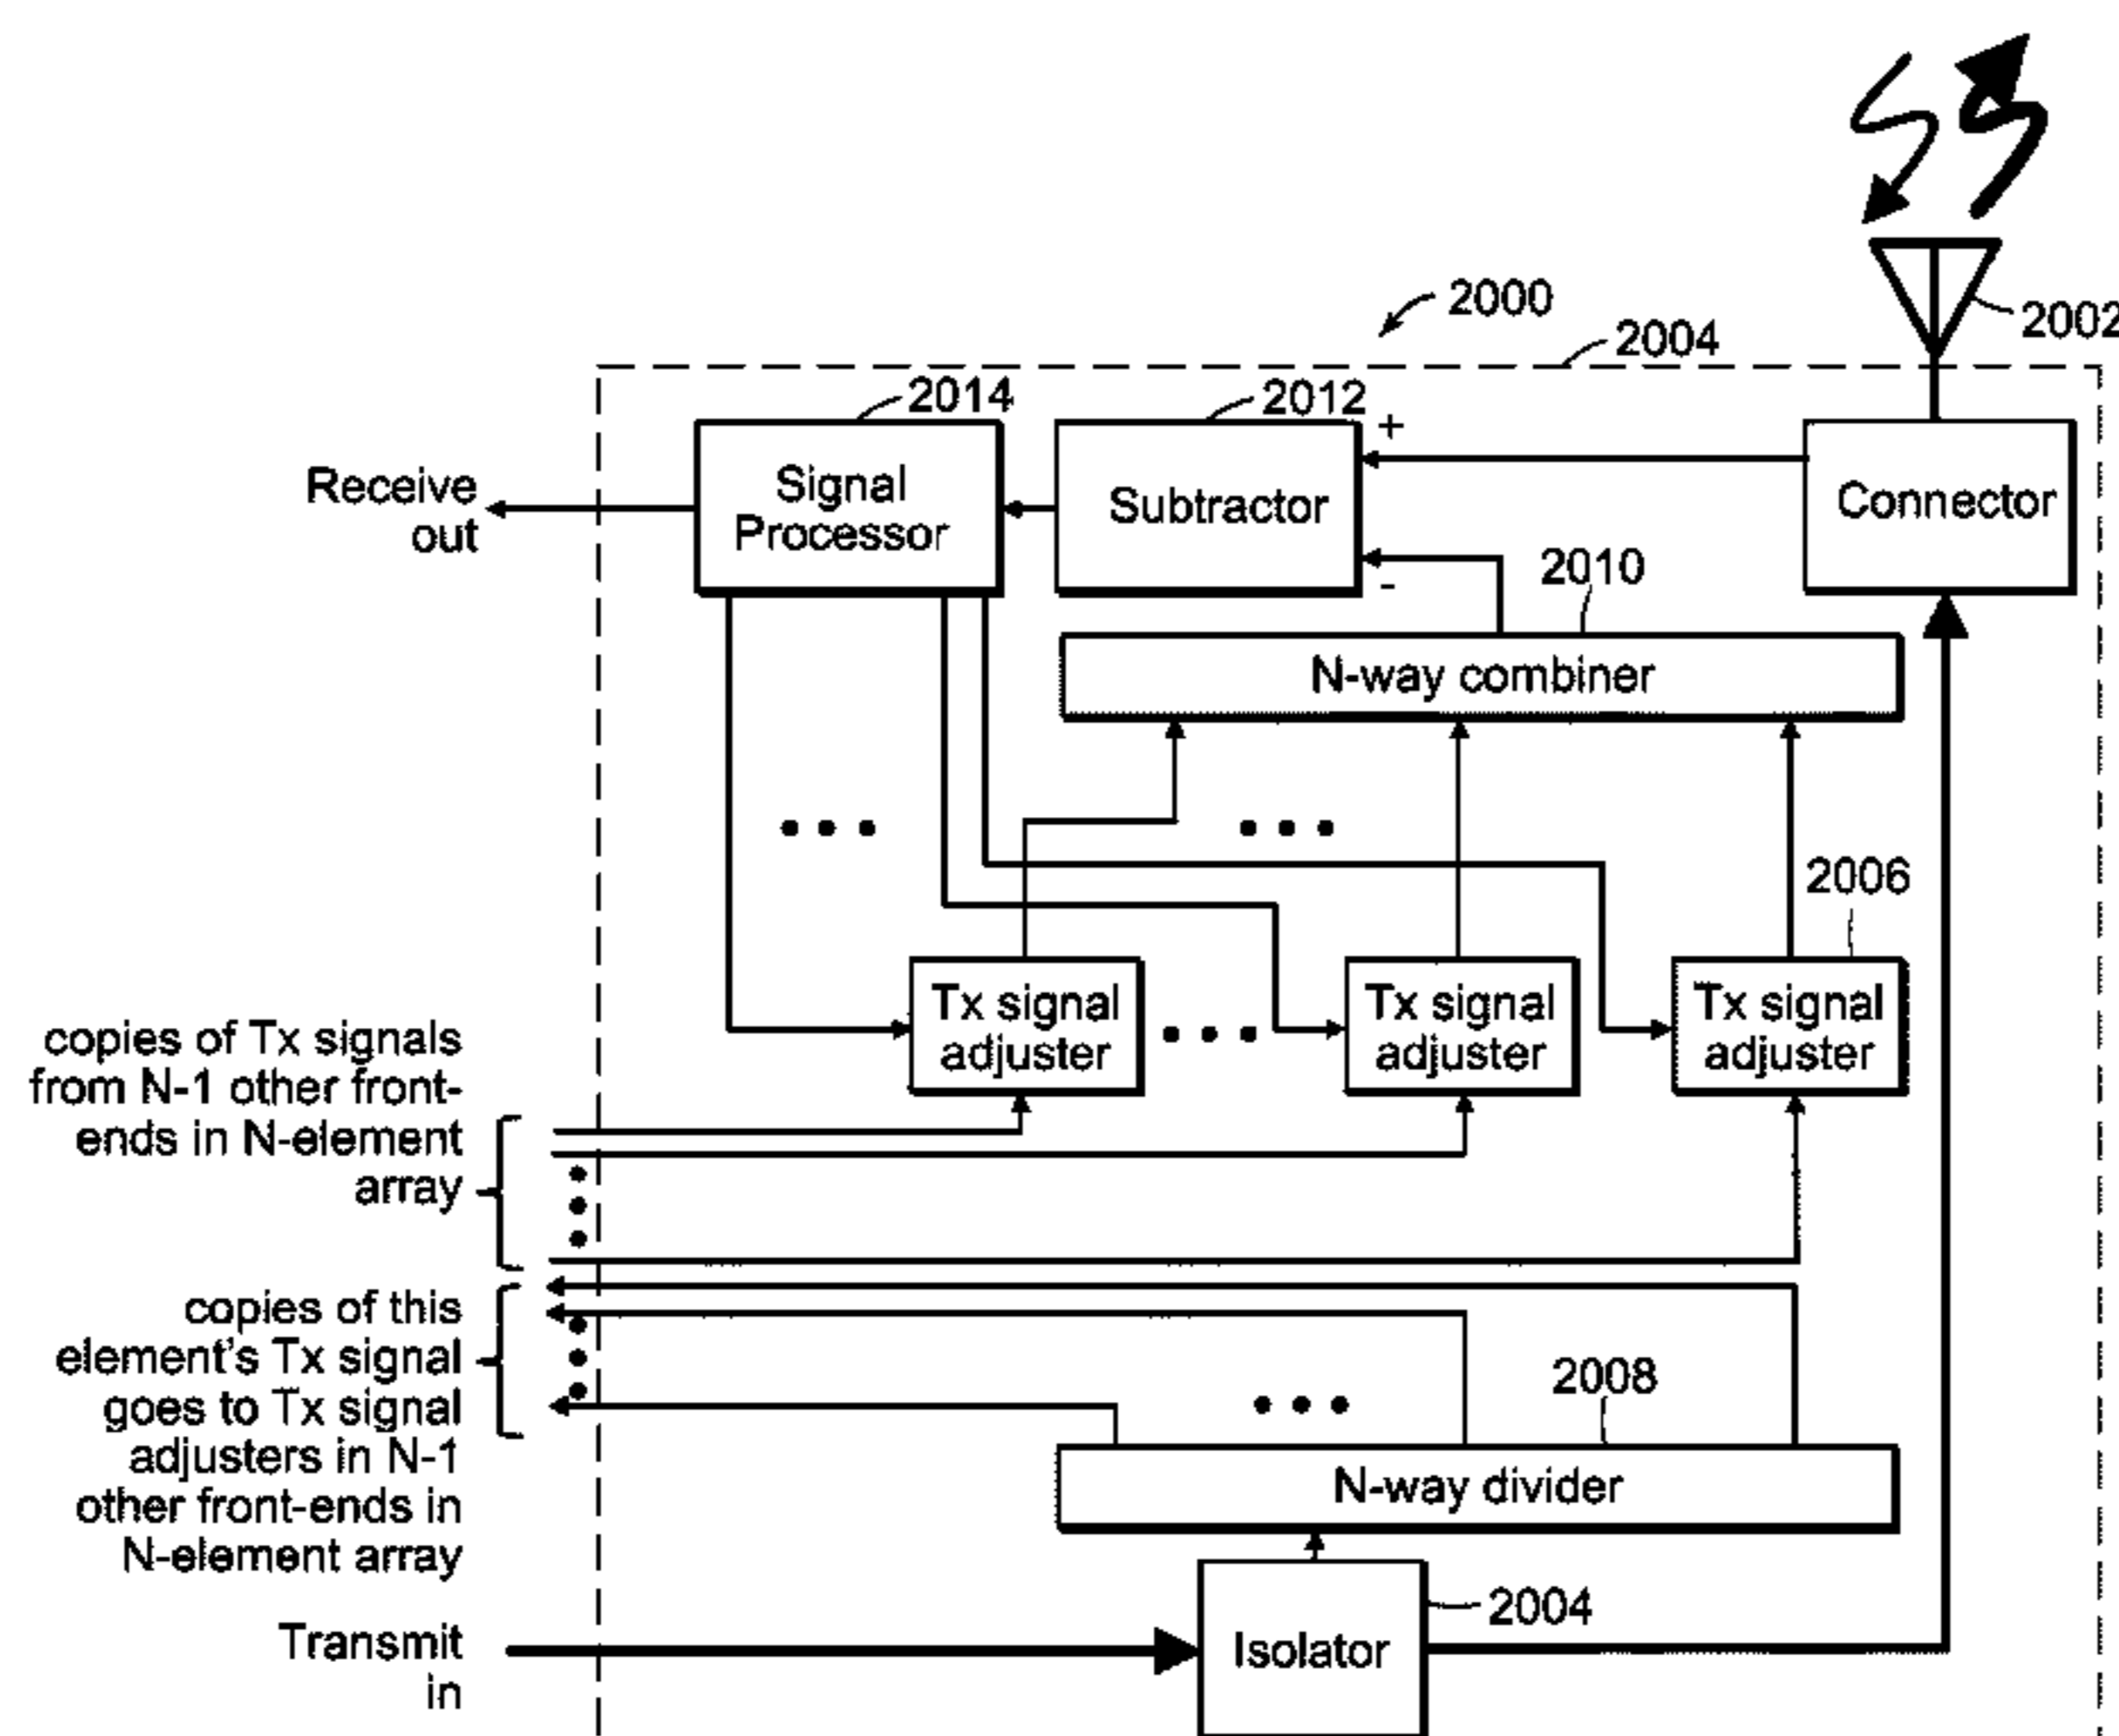 2000
2004
2002
2014
2012
+
Receive
out
Signal
Processor
Subtractor
Connector
-
2010
N-way combiner
2006
Tx signal
adjuster
Tx signal
adjuster
Tx signal
adjuster
copies of Tx signals
from N-1 other front-
ends in N-element
array
copies of this
element's Tx signal
goes to Tx signal
adjusters in N-1
other front-ends in
N-element array
2008
N-way divider
2004
Isolator
Transmit
in